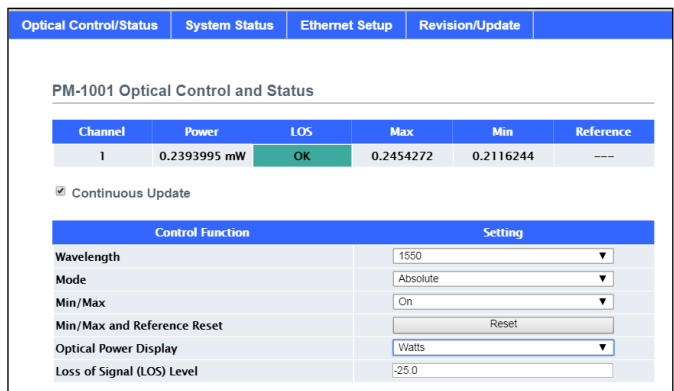 Optical Control/Status System Status Ethernet Setup Revision/Update
PM-1001 Optical Control and Status
Channel Power LOS Max Min Reference
1 0.2393995 mW OK 0.2454272 0.2116244 ---
Continuous Update
Control Function Setting
Wavelength 1550
Mode Absolute
Min/Max On
Min/Max and Reference Reset Reset
Optical Power Display Watts
Loss of Signal (LOS) Level -25.0